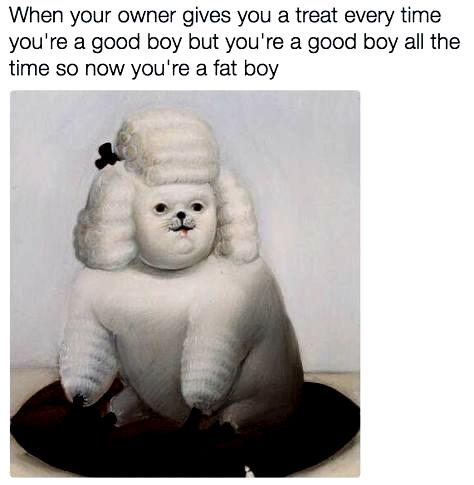 When your owner gives you a treat every time
you're a good boy but you're a good boy all the
time so now you're a fat boy